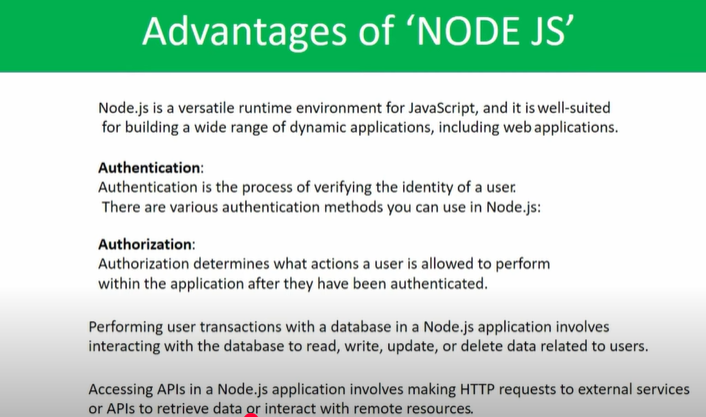 Advantages of ‘NODE JS’
Node.js is a versatile runtime environment for JavaScript, and it is well-suited
for building a wide range of dynamic applications, including web applications.
Authentication:
Authentication is the process of verifying the identity of a user.
There are various authentication methods you can use in Node.js:
Authorization:
Authorization determines what actions a user is allowed to perform
within the application after they have been authenticated.
Performing user transactions with a database in a Node.js application involves
interacting with the database to read, write, update, or delete data related to users.
Accessing APIs in a Node.js application involves making HTTP requests to external services
or APIs to retrieve data or interact with remote resources.